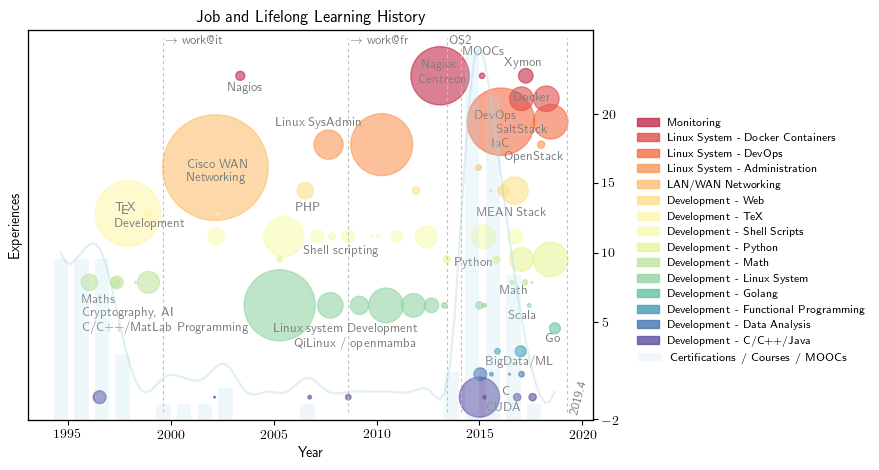 Job and Lifelong Learning History
→ work@it
→ work@fr
OS2
MOOCs
Xymon
Nagios
Nagios
Centreon
Docker
DevOps
SaltStack
IaC
OpenStack
Linux SysAdmin
Cisco WAN
Networking
TEX
Development
PHP
MEAN Stack
Shell scripting
Python
Math
Maths
Cryptography, AI
C/C++/MatLab Programming
Scala
Linux system Development
QiLinux / openmamba
Go
BigData/ML
C
CUDA
2019.4
Experiences
20
15
10
5
−2
1995
2000
2005
2010
2015
2020
Year
Monitoring
Linux System - Docker Containers
Linux System - DevOps
Linux System - Administration
LAN/WAN Networking
Development - Web
Development - TeX
Development - Shell Scripts
Development - Python
Development - Math
Development - Linux System
Development - Golang
Development - Functional Programming
Development - Data Analysis
Development - C/C++/Java
Certifications / Courses / MOOCs